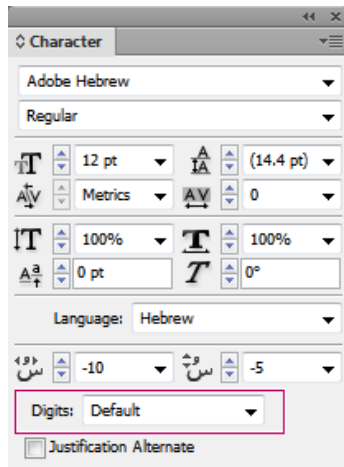 Character
Adobe Hebrew
Regular
12 pt (14.4 pt)
Metrics 0
100% 100%
0 pt 0°
Language: Hebrew
-10 -5
Digits: Default
Justification Alternate